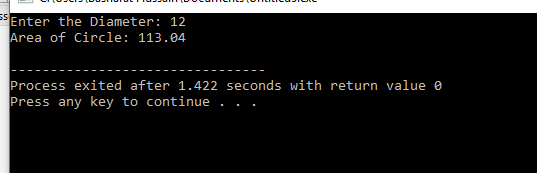 Enter the Diameter: 12
Area of Circle: 113.04
--------------------------------
Process exited after 1.422 seconds with return value 0
Press any key to continue . . .